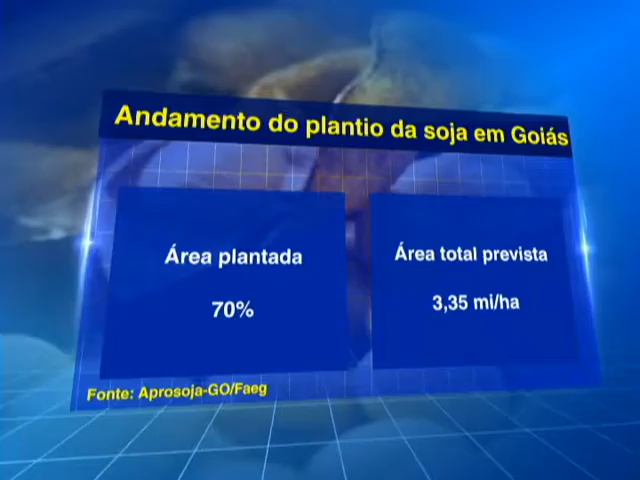 Andamento do plantio da soja em Goiás
Área plantada
70%
Área total prevista
3,35 mi/ha
Fonte: Aprosoja-GO/Faeg